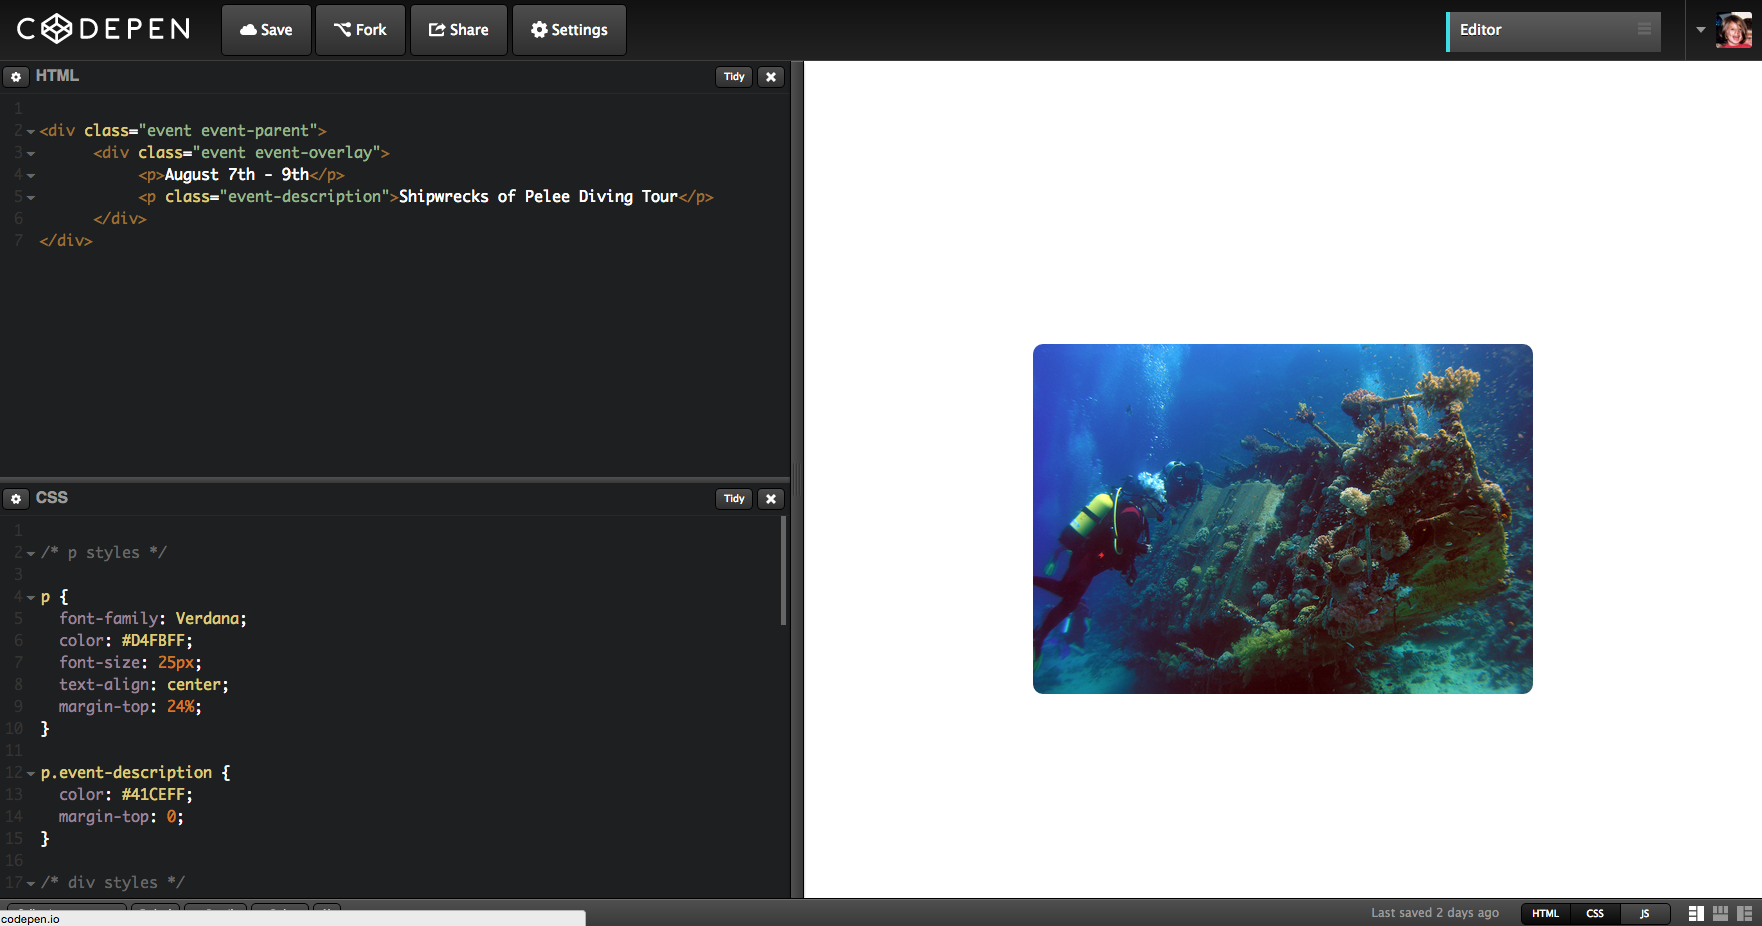 CODEPEN
Save
Fork
Share
Settings
Editor
HTML
Tidy
1
2 <div class="event event-parent">
3 <div class="event event-overlay">
4 <p>August 7th - 9th</p>
5 <p class="event-description">Shipwrecks of Pelee Diving Tour</p>
6 </div>
7 </div>
CSS
Tidy
1
2 /* p styles */
3
4 p {
5 font-family: Verdana;
6 color: #D4FBFF;
7 font-size: 25px;
8 text-align: center;
9 margin-top: 24%;
10 }
11
12 p.event-description {
13 color: #41CEFF;
14 margin-top: 0;
15 }
16
17 /* div styles */
codepen.io
Last saved 2 days ago
HTML
CSS
JS